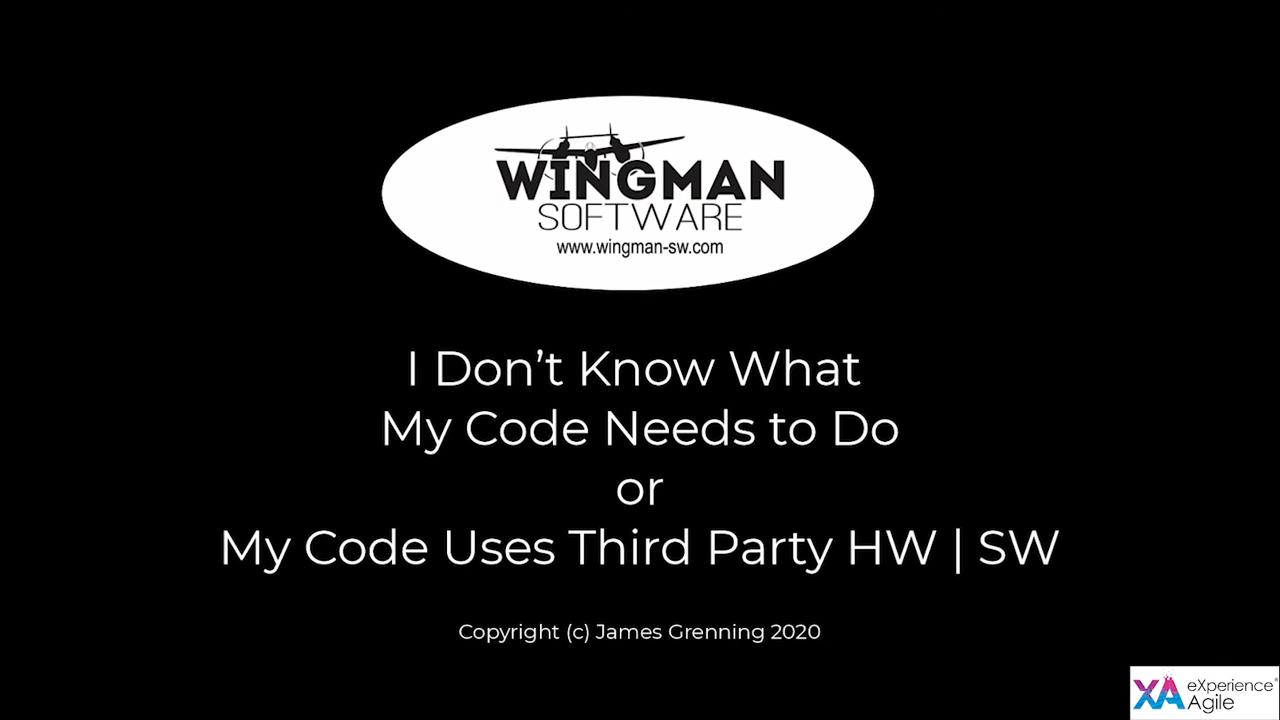 WINGMAN
SOFTWARE
www.wingman-sw.com
I Don’t Know What
My Code Needs to Do
or
My Code Uses Third Party HW | SW
Copyright (c) James Grenning 2020
XA eXperience®
Agile